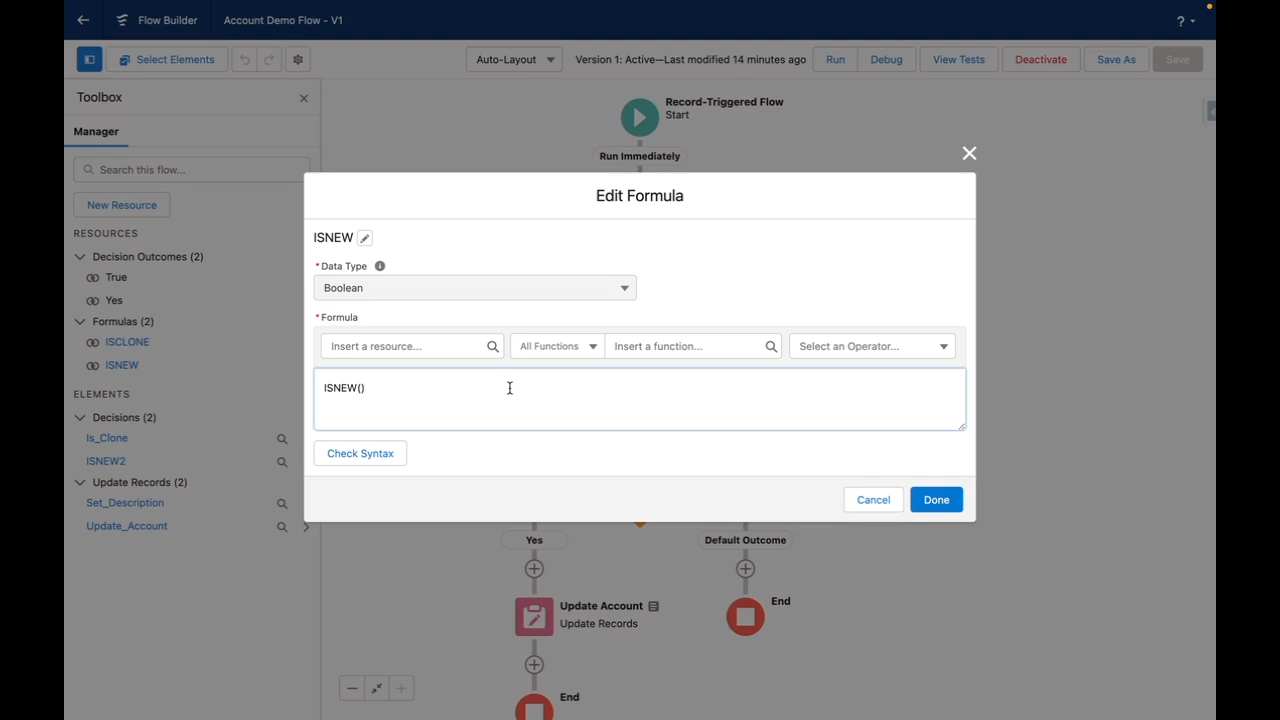 Flow Builder
Account Demo Flow - V1
?
Select Elements
Auto-Layout
Version 1: Active—Last modified 14 minutes ago
Run
Debug
View Tests
Deactivate
Save As
Save
Toolbox
Manager
Search this flow...
New Resource
RESOURCES
Decision Outcomes (2)
True
Yes
Formulas (2)
ISCLONE
ISNEW
ELEMENTS
Decisions (2)
Is_Clone
ISNEW2
Update Records (2)
Set_Description
Update_Account
Record-Triggered Flow
Start
Run Immediately
Edit Formula
ISNEW
* Data Type
Boolean
* Formula
Insert a resource...
All Functions
Insert a function...
Select an Operator...
ISNEW()
Check Syntax
Cancel
Done
Yes
Default Outcome
Update Account
Update Records
End
End